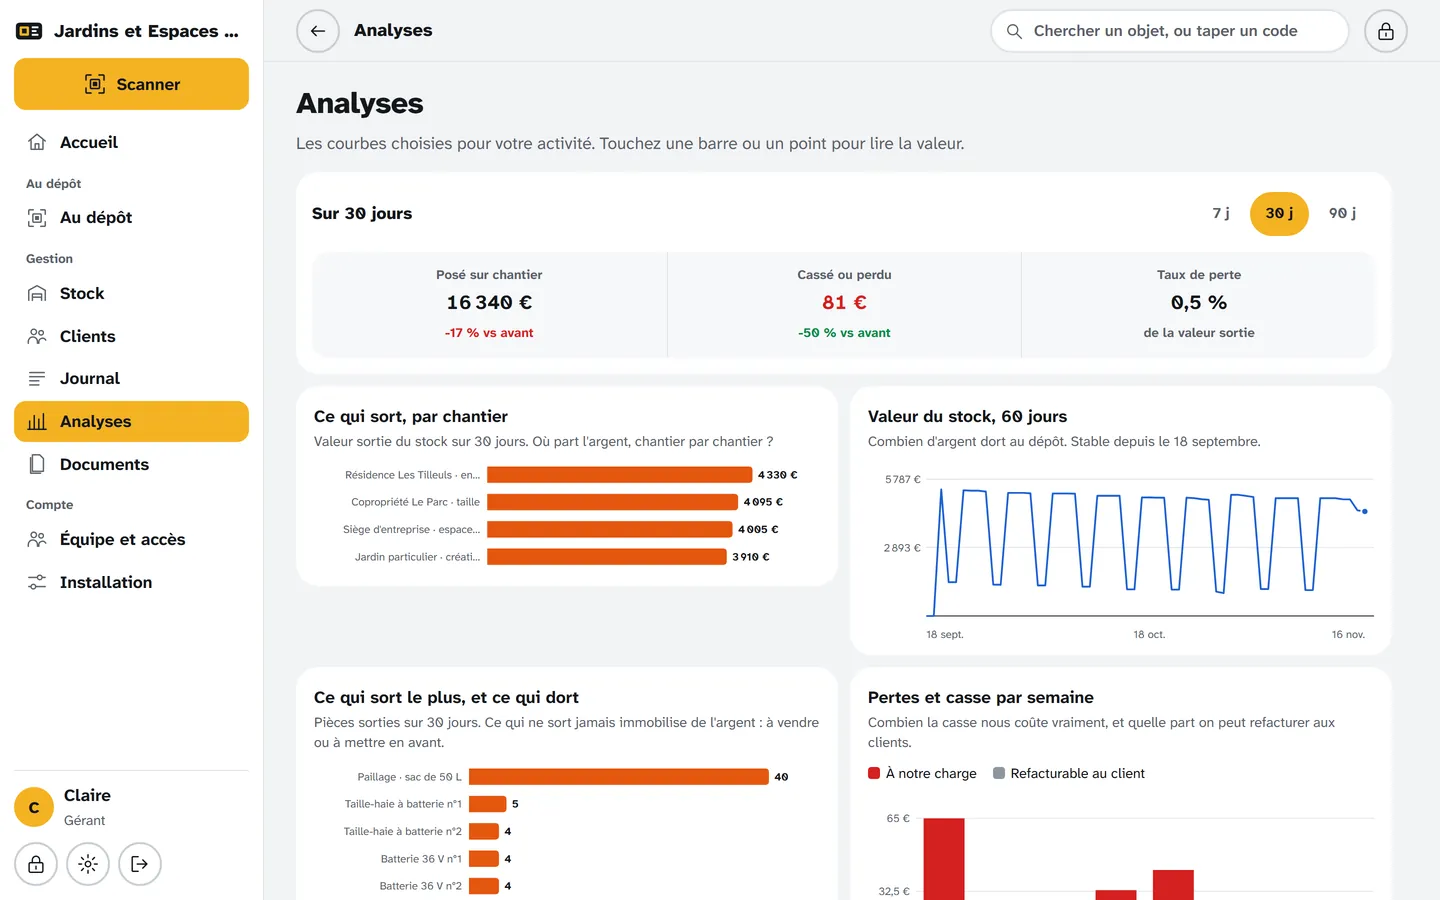 Jardins et Espaces ...
Scanner
Accueil
Au dépôt
Au dépôt
Gestion
Stock
Clients
Journal
Analyses
Documents
Compte
Équipe et accès
Installation
C
Claire
Gérant
Analyses
Chercher un objet, ou taper un code
Analyses
Les courbes choisies pour votre activité. Touchez une barre ou un point pour lire la valeur.
Sur 30 jours
7 j
30 j
90 j
Posé sur chantier
16 340 €
-17 % vs avant
Cassé ou perdu
81 €
-50 % vs avant
Taux de perte
0,5 %
de la valeur sortie
Ce qui sort, par chantier
Valeur sortie du stock sur 30 jours. Où part l'argent, chantier par chantier ?
Résidence Les Tilleuls · en... 4 330 €
Copropriété Le Parc · taille 4 095 €
Siège d'entreprise · espace... 4 005 €
Jardin particulier · créati... 3 910 €
Valeur du stock, 60 jours
Combien d'argent dort au dépôt. Stable depuis le 18 septembre.
5 787 €
2 893 €
18 sept. 18 oct. 16 nov.
Ce qui sort le plus, et ce qui dort
Pièces sorties sur 30 jours. Ce qui ne sort jamais immobilise de l'argent : à vendre
ou à mettre en avant.
Paillage · sac de 50 L 40
Taille-haie à batterie n°1 5
Taille-haie à batterie n°2 4
Batterie 36 V n°1 4
Batterie 36 V n°2 4
Pertes et casse par semaine
Combien la casse nous coûte vraiment, et quelle part on peut refacturer aux
clients.
À notre charge Refacturable au client
65 €
32,5 €